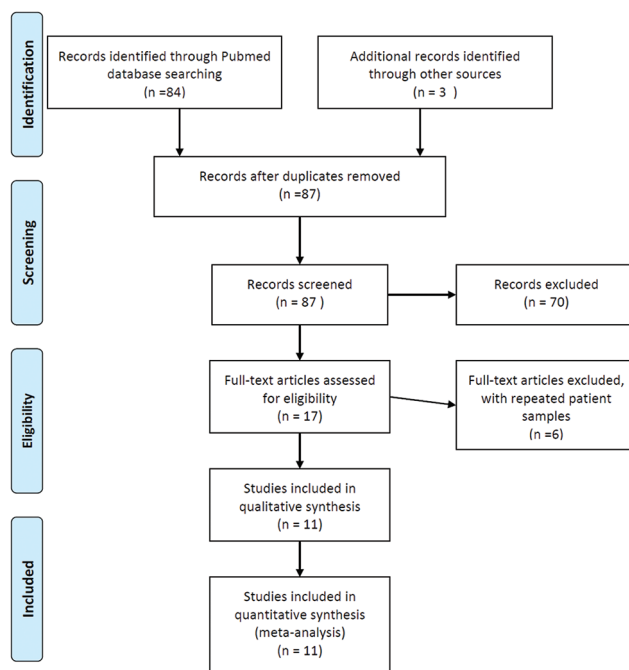 Identification
Records identified through Pubmed
database searching
(n =84)
Additional records identified
through other sources
(n = 3 )
Records after duplicates removed
(n =87)
Screening
Records screened
(n = 87 )
Records excluded
(n = 70)
Eligibility
Full-text articles assessed
for eligibility
(n = 17)
Full-text articles excluded,
with repeated patient
samples
(n =6)
Studies included in
qualitative synthesis
(n = 11)
Included
Studies included in
quantitative synthesis
(meta-analysis)
(n = 11)